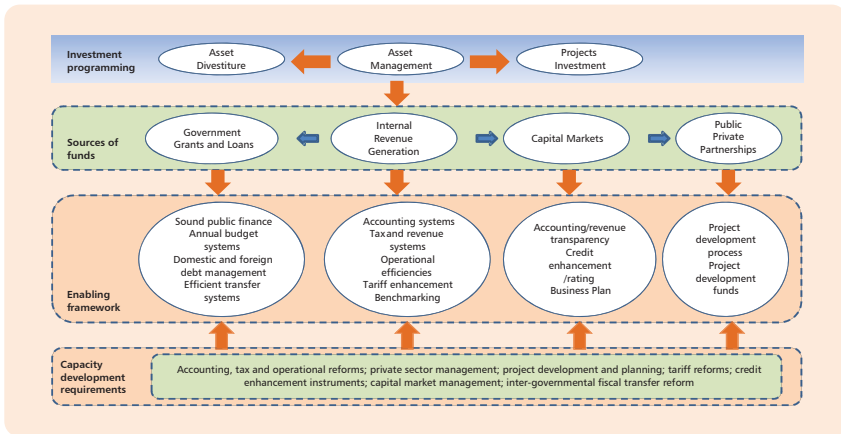 Investment
programming
Asset
Divestiture
Asset
Management
Projects
Investment
Sources of
funds
Government
Grants and Loans
Internal
Revenue
Generation
Capital Markets
Public
Private
Partnerships
Enabling
framework
Sound public finance
Annual budget
systems
Domestic and foreign
debt management
Efficient transfer
systems
Accounting systems
Taxand revenue
systems
Operational
efficiencies
Tariff enhancement
Benchmarking
Accounting/revenue
transparency
Credit
enhancement
/rating
Business Plan
Project
development
process
Project
development
funds
Capacity
development
requirements
Accounting, tax and operational reforms; private sector management; project development and planning; tariff reforms; credit
enhancement instruments; capital market management; inter-governmental fiscal transfer reform